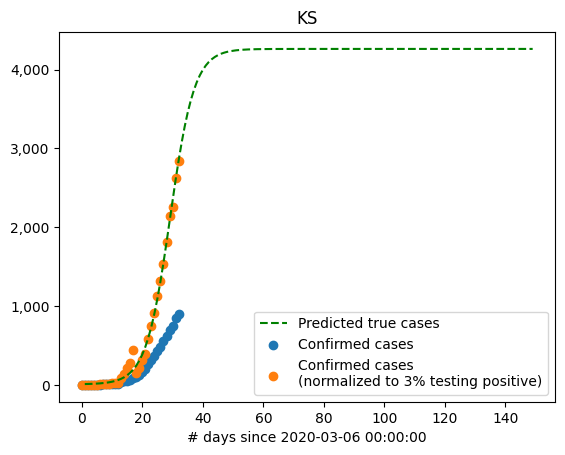 KS
4,000
3,000
2,000
1,000
0
Predicted true cases
Confirmed cases
Confirmed cases
(normalized to 3% testing positive)
0 20 40 60 80 100 120 140
# days since 2020-03-06 00:00:00